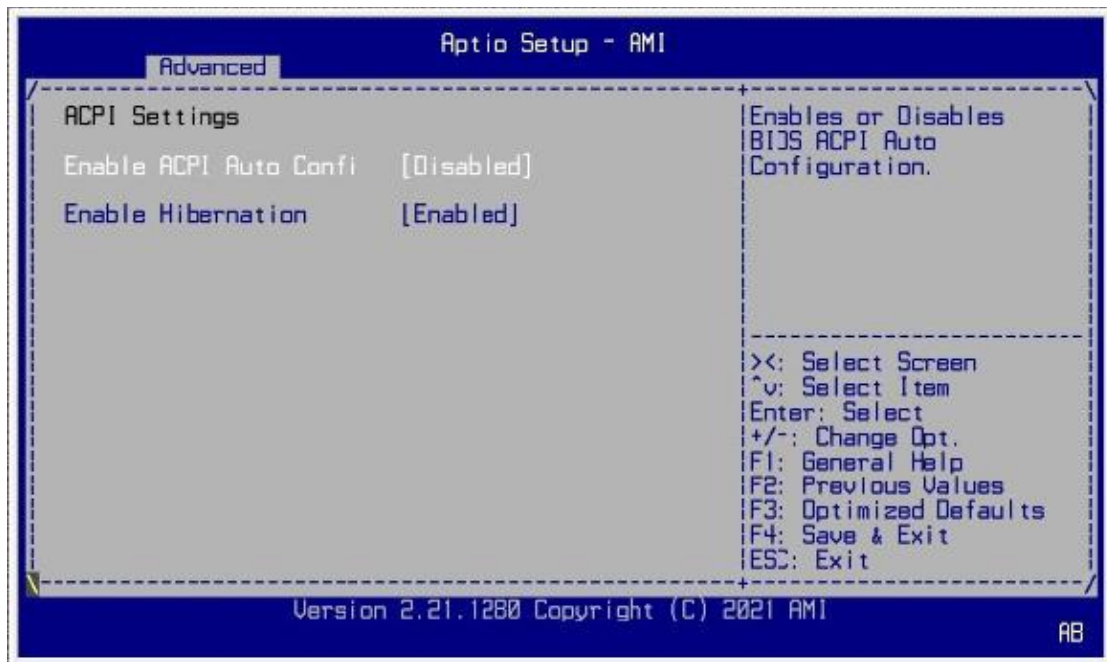 Aptio Setup - AMI
Advanced
ACPI Settings
Enable ACPI Auto Confi [Disabled]
Enable Hibernation [Enabled]
Enables or Disables
BIOS ACPI Auto
Configuration.
><: Select Screen
^v: Select Item
Enter: Select
+/-: Change Opt.
F1: General Help
F2: Previous Values
F3: Optimized Defaults
F4: Save & Exit
ESC: Exit
Version 2.21.1280 Copyright (C) 2021 AMI
AB